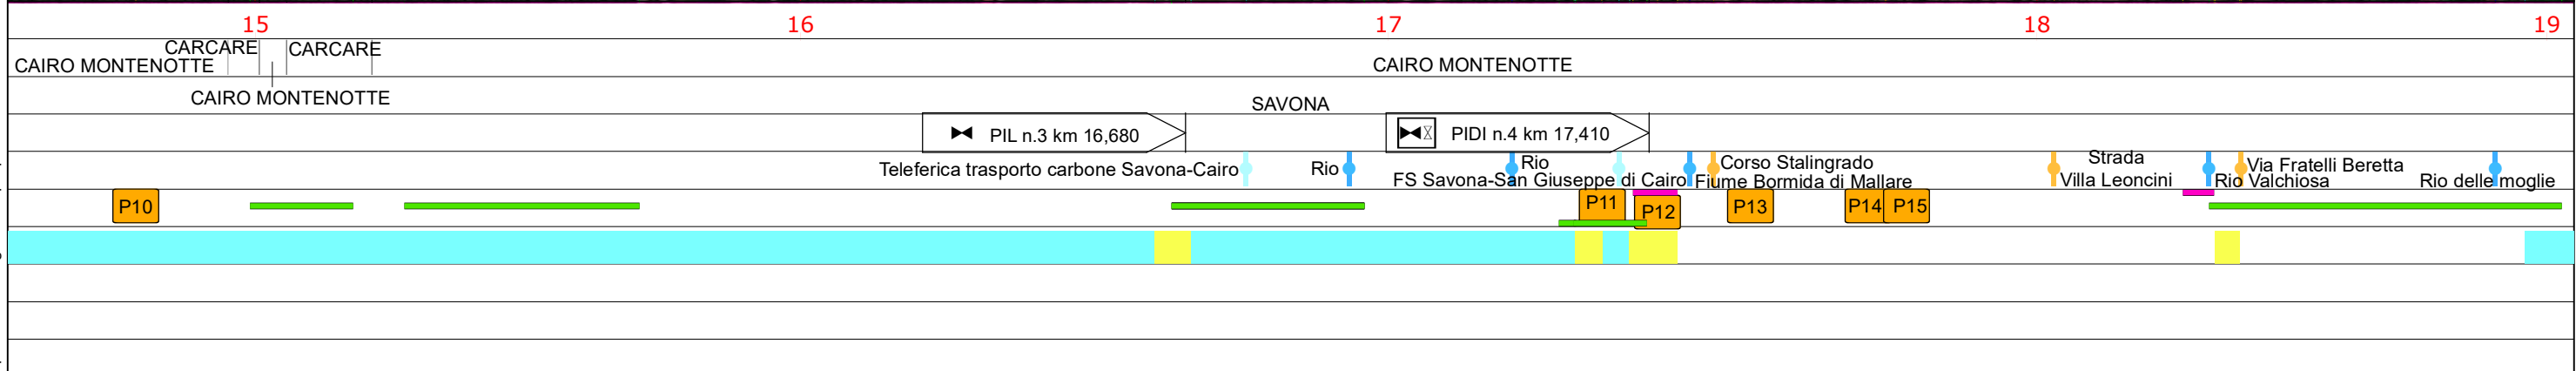 15 16 17 18 19
CARCARE CARCARE
CAIRO MONTENOTTE CAIRO MONTENOTTE
CAIRO MONTENOTTE
SAVONA
PIL n.3 km 16,680 PIDI n.4 km 17,410
Teleferica trasporto carbone Savona-Cairo Rio Rio Corso Stalingrado Strada Via Fratelli Beretta
FS Savona-San Giuseppe di Cairo Fiume Bormida di Mallare Villa Leoncini Rio Valchiosa Rio delle moglie
P10 P11 P12 P13 P14 P15